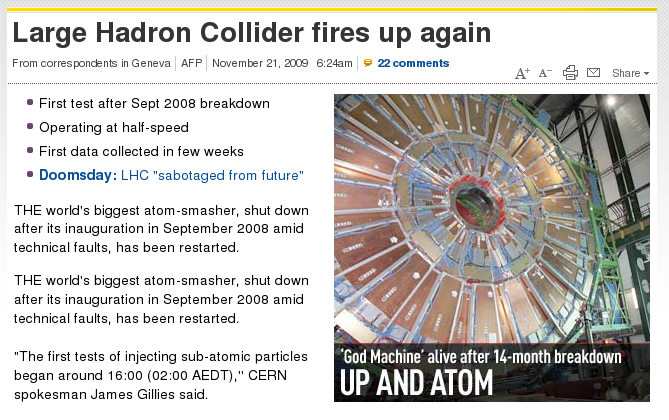 Large Hadron Collider fires up again
From correspondents in Geneva | AFP | November 21, 2009 6:24am | 22 comments
A+ A- Share
First test after Sept 2008 breakdown
Operating at half-speed
First data collected in few weeks
Doomsday: LHC "sabotaged from future"
THE world's biggest atom-smasher, shut down
after its inauguration in September 2008 amid
technical faults, has been restarted.
THE world's biggest atom-smasher, shut down
after its inauguration in September 2008 amid
technical faults, has been restarted.
"The first tests of injecting sub-atomic particles
began around 16:00 (02:00 AEDT),'' CERN
spokesman James Gillies said.
'God Machine' alive after 14-month breakdown
UP AND ATOM